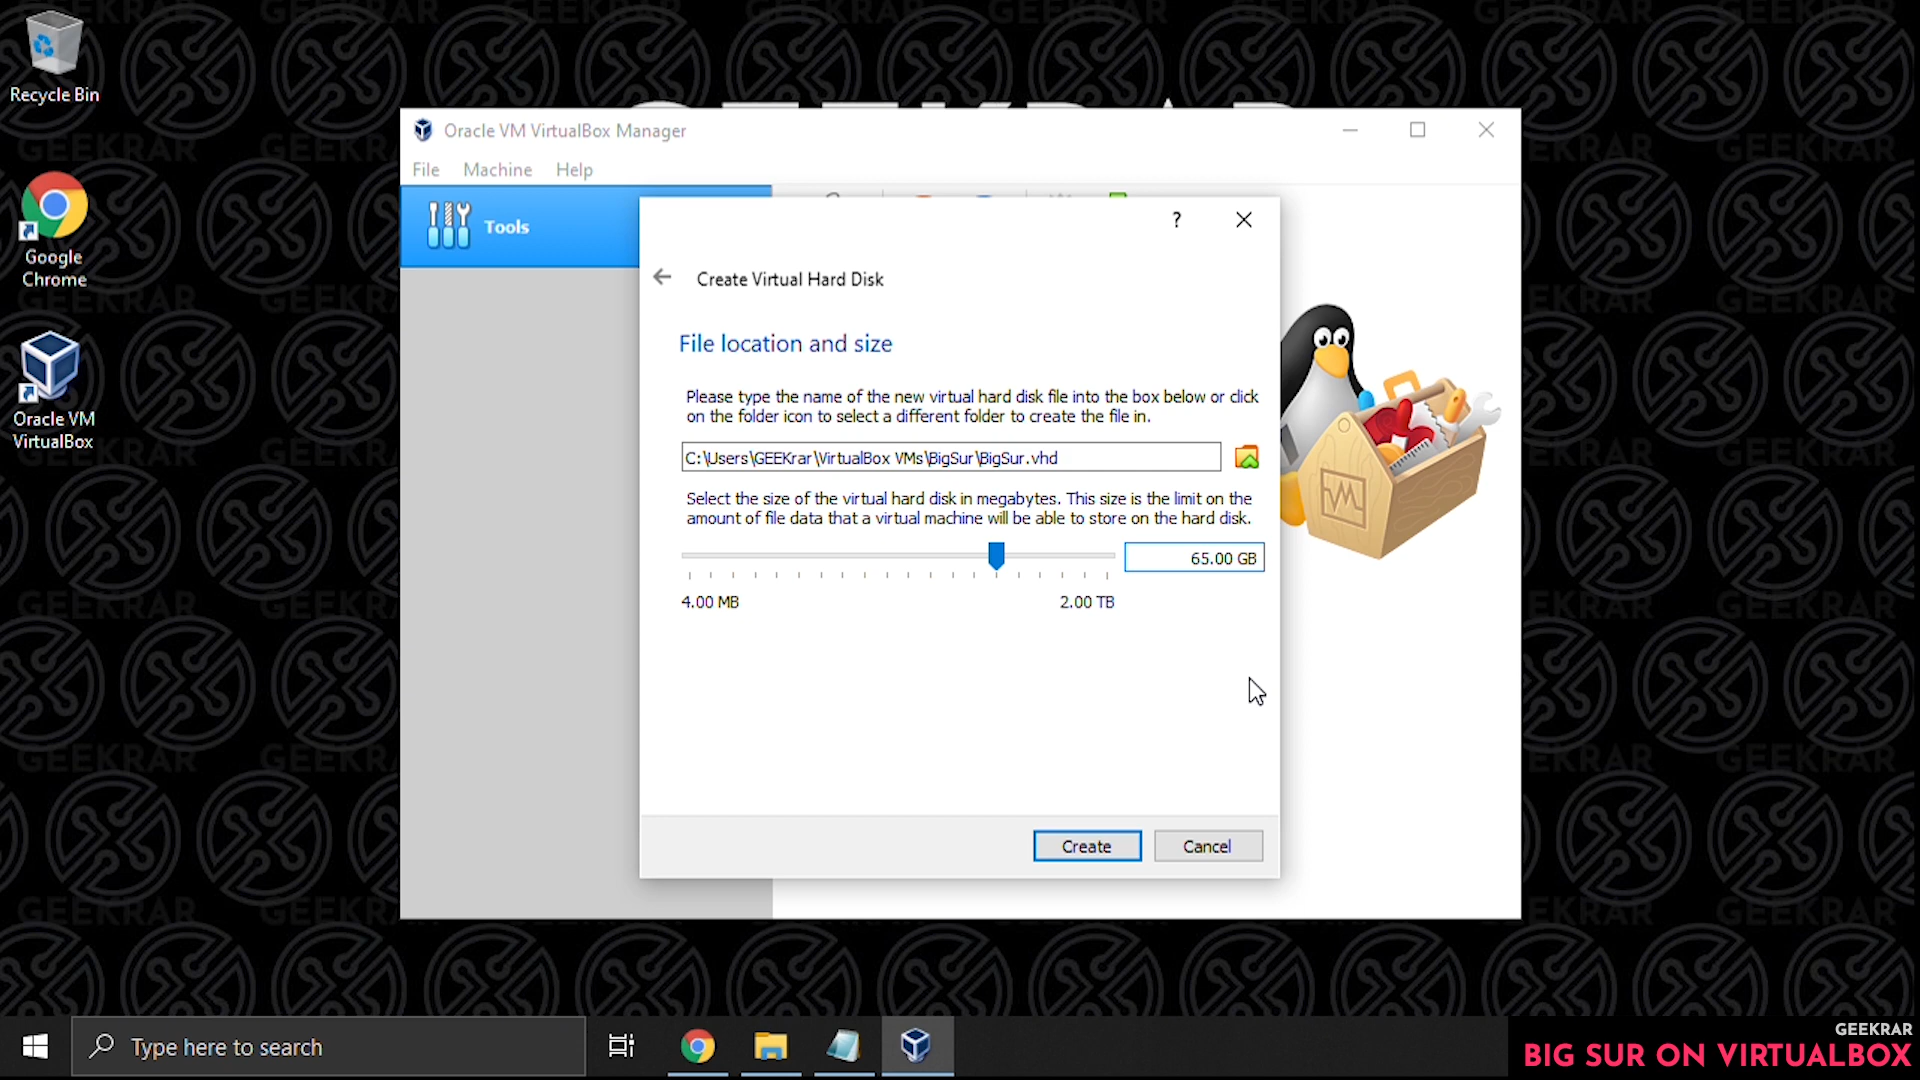 Recycle Bin
Google
Chrome
Oracle VM
VirtualBox
Oracle VM VirtualBox Manager
File Machine Help
Tools
?
Create Virtual Hard Disk
File location and size
Please type the name of the new virtual hard disk file into the box below or click
on the folder icon to select a different folder to create the file in.
C:\Users\GEEKrar\VirtualBox VMs\BigSur\BigSur.vhd
Select the size of the virtual hard disk in megabytes. This size is the limit on the
amount of file data that a virtual machine will be able to store on the hard disk.
65.00 GB
4.00 MB 2.00 TB
Create Cancel
Type here to search
GEEKRAR
BIG SUR ON VIRTUALBOX